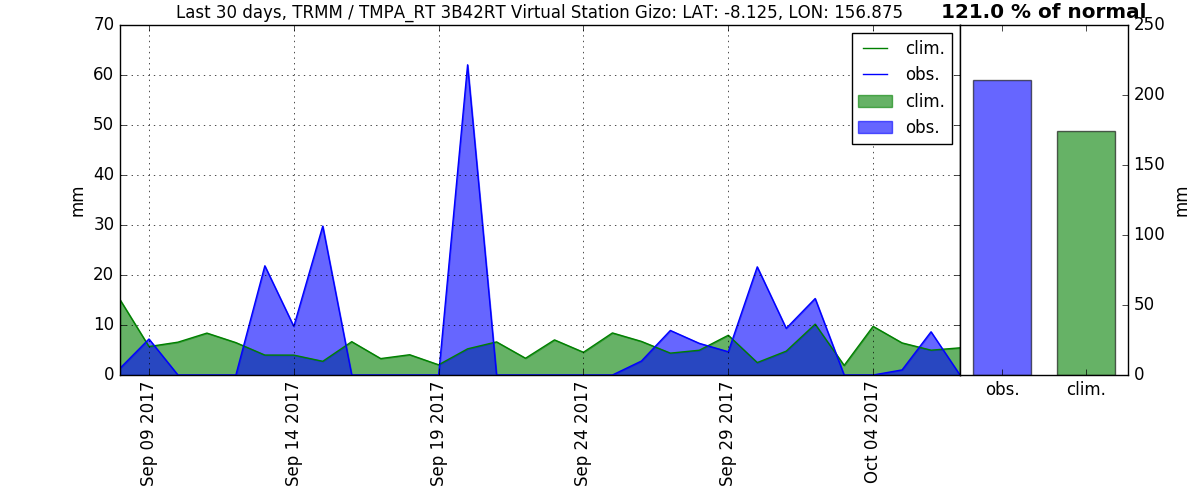 Last 30 days, TRMM / TMPA_RT 3B42RT Virtual Station Gizo: LAT: -8.125, LON: 156.875
121.0 % of normal
70
60
50
40
30
20
10
0
mm
clim.
obs.
clim.
obs.
Sep 09 2017
Sep 14 2017
Sep 19 2017
Sep 24 2017
Sep 29 2017
Oct 04 2017
250
200
150
100
50
0
mm
obs.
clim.